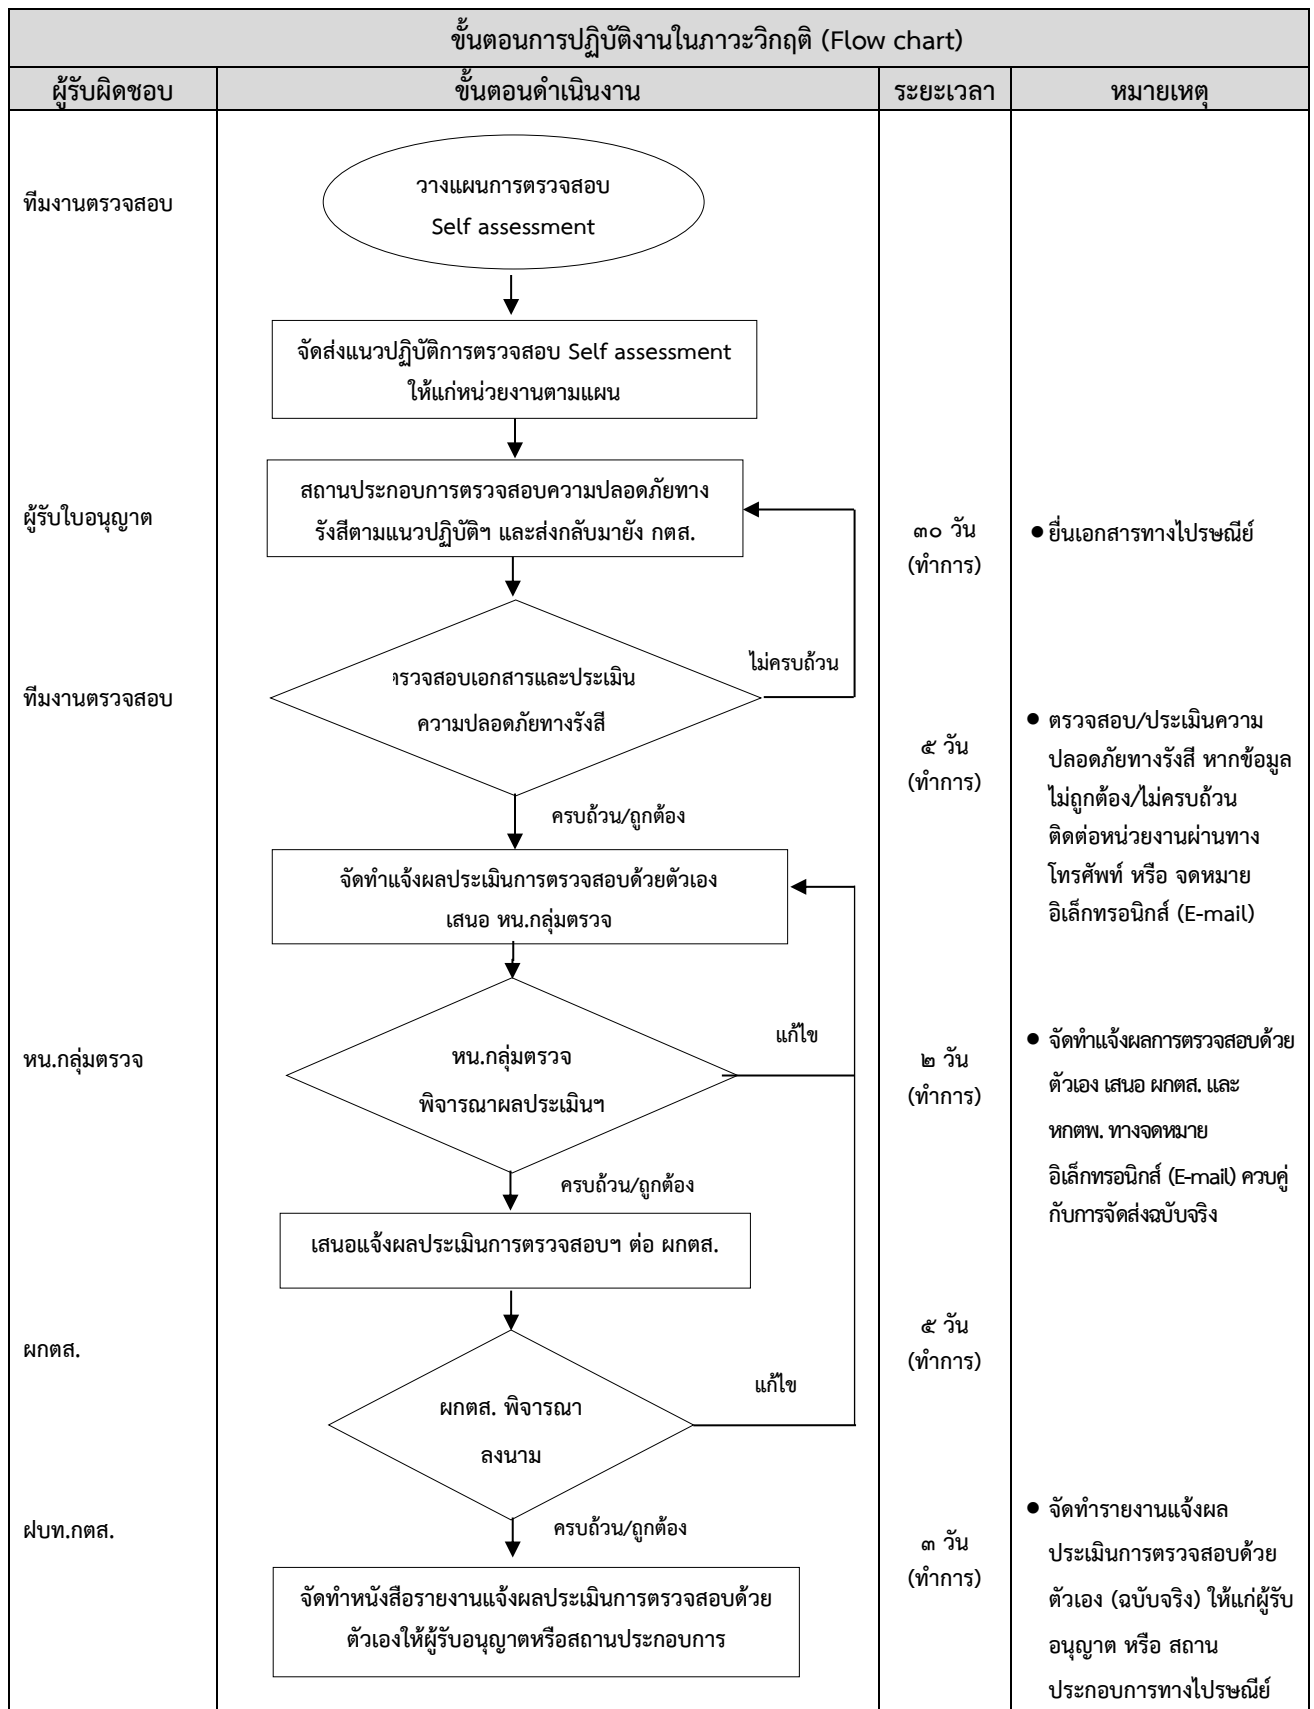 ขั้นตอนการปฏิบัติงานในภาวะวิกฤติ (Flow chart)
ผู้รับผิดชอบ
ขั้นตอนดำเนินงาน
ระยะเวลา
หมายเหตุ
ทีมงานตรวจสอบ
วางแผนการตรวจสอบ
Self assessment
จัดส่งแนวปฏิบัติการตรวจสอบ Self assessment
ให้แก่หน่วยงานตามแผน
ผู้รับใบอนุญาต
สถานประกอบการตรวจสอบความปลอดภัยทาง
รังสีตามแนวปฏิบัติฯ และส่งกลับมายัง กตส.
๓๐ วัน
(ทำการ)
● ยื่นเอกสารทางไปรษณีย์
ทีมงานตรวจสอบ
ตรวจสอบเอกสารและประเมิน
ความปลอดภัยทางรังสี
ไม่ครบถ้วน
ครบถ้วน/ถูกต้อง
๕ วัน
(ทำการ)
● ตรวจสอบ/ประเมินความ
ปลอดภัยทางรังสี หากข้อมูล
ไม่ถูกต้อง/ไม่ครบถ้วน
ติดต่อหน่วยงานผ่านทาง
โทรศัพท์ หรือ จดหมาย
อิเล็กทรอนิกส์ (E-mail)
จัดทำแจ้งผลประเมินการตรวจสอบด้วยตัวเอง
เสนอ หน.กลุ่มตรวจ
หน.กลุ่มตรวจ
หน.กลุ่มตรวจ
พิจารณาผลประเมินฯ
แก้ไข
ครบถ้วน/ถูกต้อง
๒ วัน
(ทำการ)
● จัดทำแจ้งผลการตรวจสอบด้วย
ตัวเอง เสนอ ผกตส. และ
หกตพ. ทางจดหมาย
อิเล็กทรอนิกส์ (E-mail) ควบคู่
กับการจัดส่งฉบับจริง
เสนอแจ้งผลประเมินการตรวจสอบฯ ต่อ ผกตส.
ผกตส.
ผกตส. พิจารณา
ลงนาม
แก้ไข
ครบถ้วน/ถูกต้อง
๕ วัน
(ทำการ)
ฝบท.กตส.
จัดทำหนังสือรายงานแจ้งผลประเมินการตรวจสอบด้วย
ตัวเองให้ผู้รับอนุญาตหรือสถานประกอบการ
๓ วัน
(ทำการ)
● จัดทำรายงานแจ้งผล
ประเมินการตรวจสอบด้วย
ตัวเอง (ฉบับจริง) ให้แก่ผู้รับ
อนุญาต หรือ สถาน
ประกอบการทางไปรษณีย์